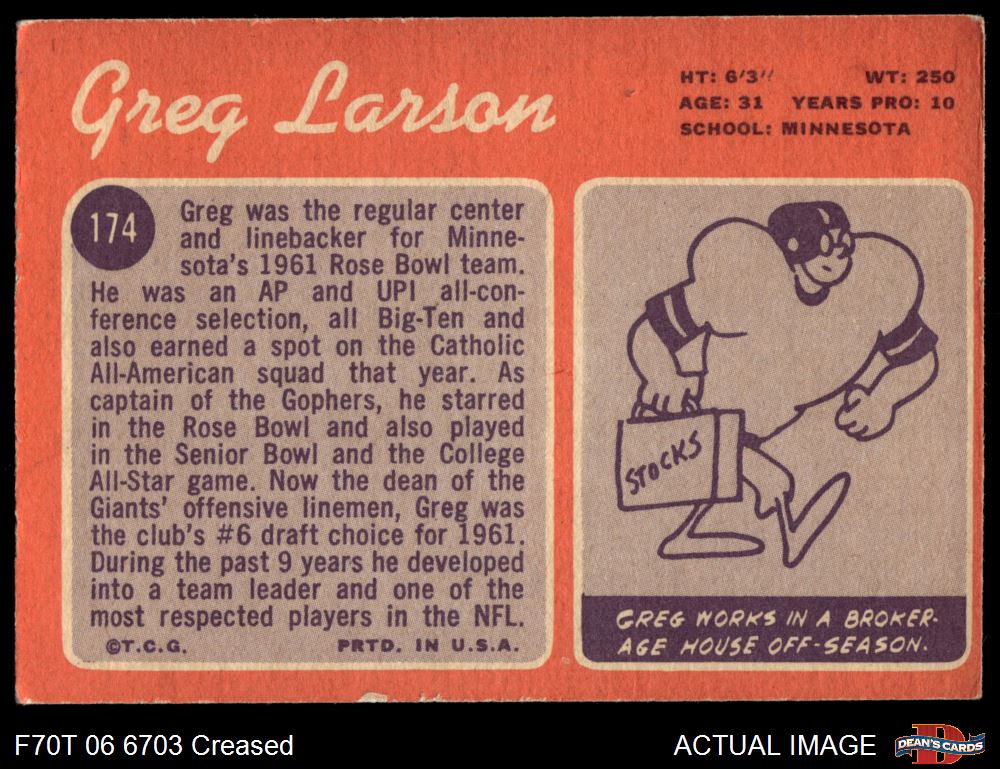 Greg Larson
HT: 6'3" WT: 250
AGE: 31 YEARS PRO: 10
SCHOOL: MINNESOTA
174
Greg was the regular center
and linebacker for Minne-
sota's 1961 Rose Bowl team.
He was an AP and UPI all-con-
ference selection, all Big-Ten and
also earned a spot on the Catholic
All-American squad that year. As
captain of the Gophers, he starred
in the Rose Bowl and also played
in the Senior Bowl and the College
All-Star game. Now the dean of the
Giants' offensive linemen, Greg was
the club's #6 draft choice for 1961.
During the past 9 years he developed
into a team leader and one of the
most respected players in the NFL.
©T.C.G. PRTD. IN U.S.A.
STOCKS
GREG WORKS IN A BROKER-
AGE HOUSE OFF-SEASON.
F70T 06 6703 Creased
ACTUAL IMAGE
DEAN'S CARDS